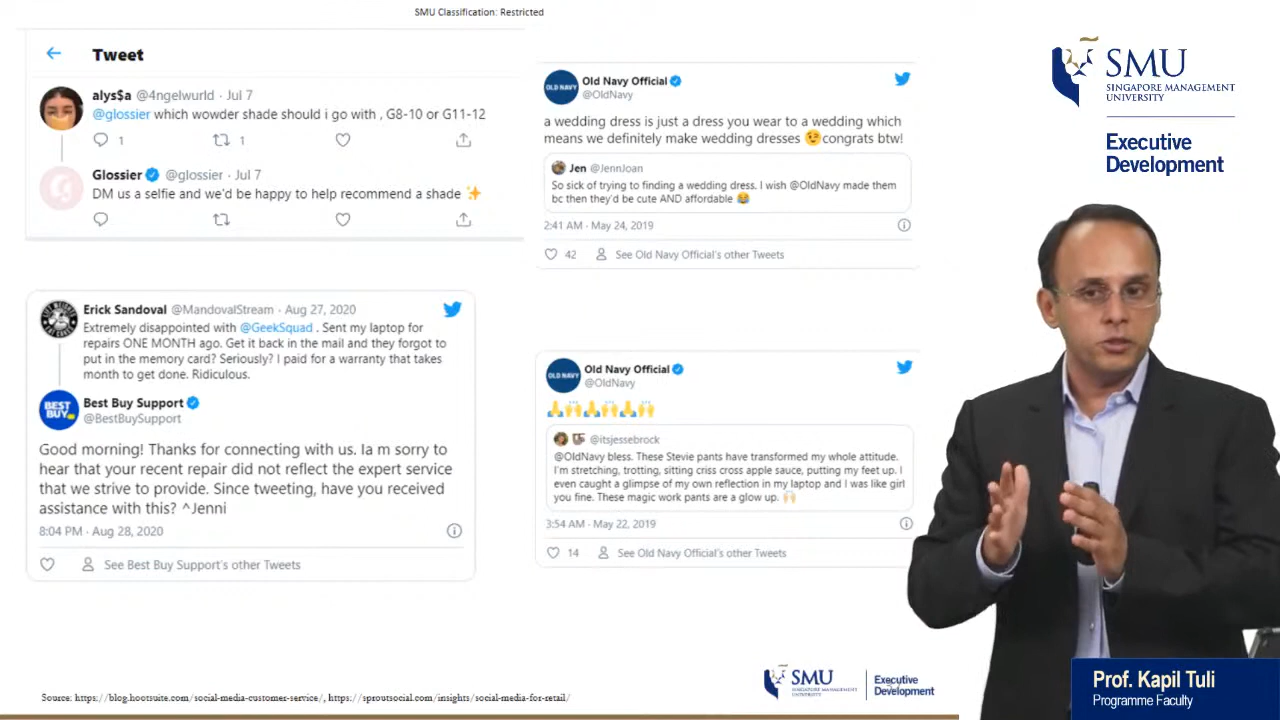 SMU Classification: Restricted
Tweet
alys$a @4ngelwurld · Jul 7
@glossier which wowder shade should i go with , G8-10 or G11-12
1 1
Glossier @glossier · Jul 7
DM us a selfie and we'd be happy to help recommend a shade ✨
Erick Sandoval @MandovalStream · Aug 27, 2020
Extremely disappointed with @GeekSquad . Sent my laptop for
repairs ONE MONTH ago. Get it back in the mail and they forgot to
put in the memory card? Seriously? I paid for a warranty that takes
month to get done. Ridiculous.
BEST
BUY
Best Buy Support
@BestBuySupport
Good morning! Thanks for connecting with us. Ia m sorry to
hear that your recent repair did not reflect the expert service
that we strive to provide. Since tweeting, have you received
assistance with this? ^Jenni
8:04 PM · Aug 28, 2020
See Best Buy Support's other Tweets
OLD NAVY
Old Navy Official
@OldNavy
a wedding dress is just a dress you wear to a wedding which
means we definitely make wedding dresses 😉congrats btw!
Jen @JennJoan
So sick of trying to finding a wedding dress. I wish @OldNavy made them
bc then they'd be cute AND affordable 😂
2:41 AM - May 24, 2019
42 See Old Navy Official's other Tweets
OLD NAVY
Old Navy Official
@OldNavy
🙏🙌🙏🙌🙏🙌
@itsjessebrock
@OldNavy bless. These Stevie pants have transformed my whole attitude.
I'm stretching, trotting, sitting criss cross apple sauce, putting my feet up. I
even caught a glimpse of my own reflection in my laptop and I was like girl
you fine. These magic work pants are a glow up. 🙌
3:54 AM - May 22, 2019
14 See Old Navy Official's other Tweets
SMU
SINGAPORE MANAGEMENT
UNIVERSITY
Executive
Development
Source: https://blog.hootsuite.com/social-media-customer-service/, https://sproutsocial.com/insights/social-media-for-retail/
SMU
SINGAPORE MANAGEMENT
UNIVERSITY
Executive
Development
Prof. Kapil Tuli
Programme Faculty